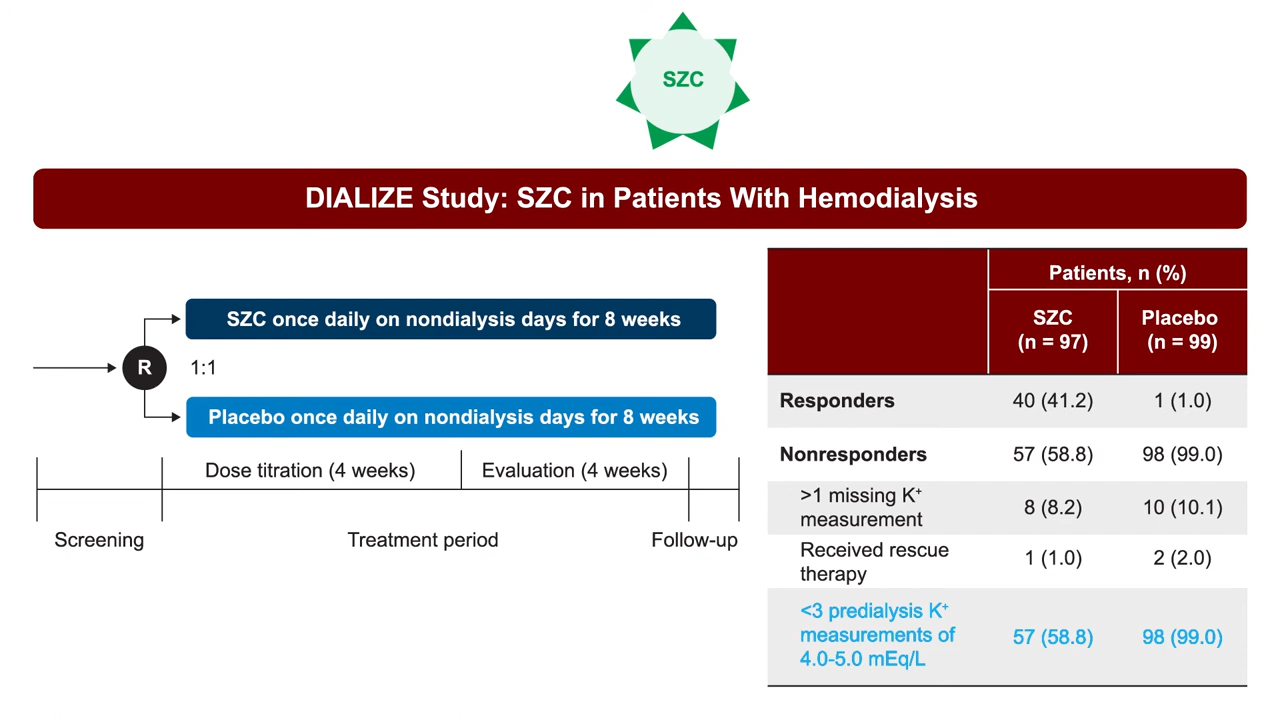 SZC
DIALIZE Study: SZC in Patients With Hemodialysis
SZC once daily on nondialysis days for 8 weeks
R
1:1
Placebo once daily on nondialysis days for 8 weeks
Dose titration (4 weeks)
Evaluation (4 weeks)
Screening
Treatment period
Follow-up
Patients, n (%)
SZC
(n = 97)
Placebo
(n = 99)
Responders
40 (41.2)
1 (1.0)
Nonresponders
57 (58.8)
98 (99.0)
>1 missing K⁺
measurement
8 (8.2)
10 (10.1)
Received rescue
therapy
1 (1.0)
2 (2.0)
<3 predialysis K⁺
measurements of
4.0-5.0 mEq/L
57 (58.8)
98 (99.0)